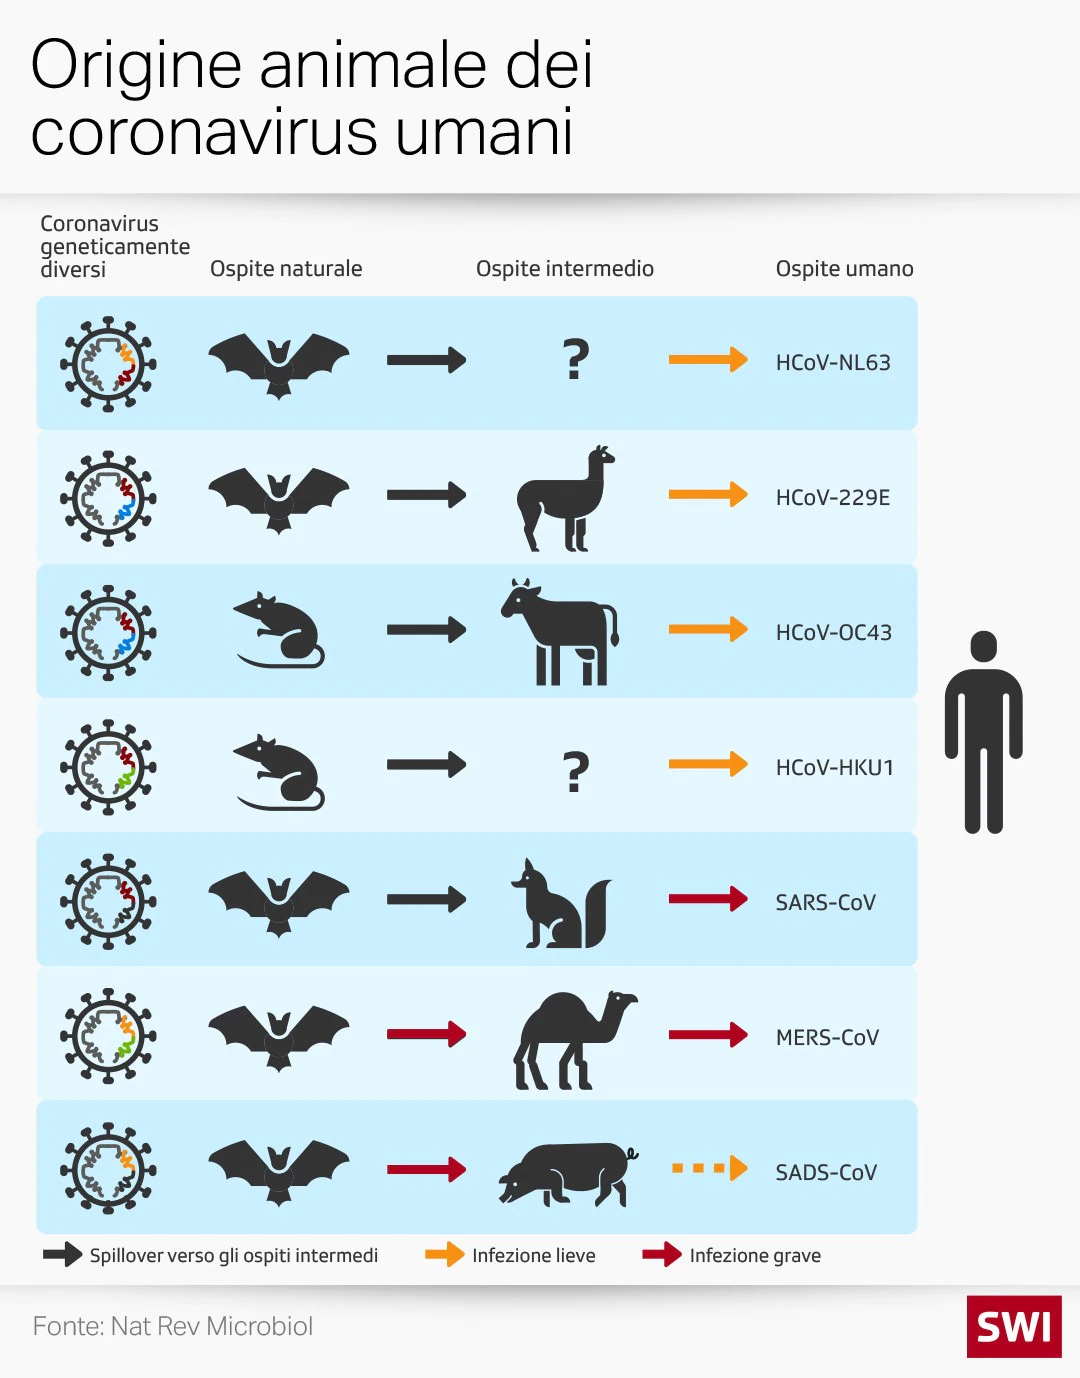 Origine animale dei
coronavirus umani
Coronavirus
geneticamente
diversi
Ospite naturale
Ospite intermedio
Ospite umano
?
HCoV-NL63
HCoV-229E
HCoV-OC43
?
HCoV-HKU1
SARS-CoV
MERS-CoV
SADS-CoV
Spillover verso gli ospiti intermedi
Infezione lieve
Infezione grave
Fonte: Nat Rev Microbiol
SWI